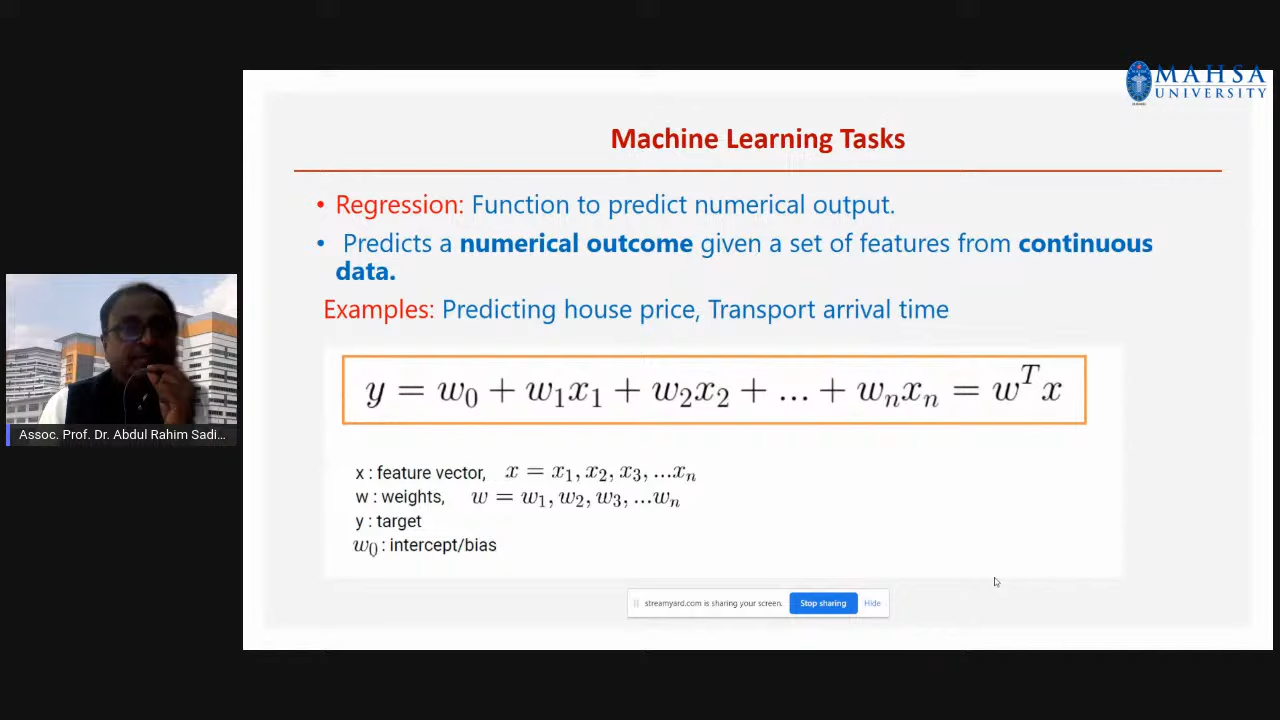 MAHSA
UNIVERSITY
Machine Learning Tasks
• Regression: Function to predict numerical output.
• Predicts a numerical outcome given a set of features from continuous
data.
Examples: Predicting house price, Transport arrival time
y = w₀ + w₁x₁ + w₂x₂ + ... + wₙxₙ = wᵀx
x : feature vector, x = x₁, x₂, x₃, ...xₙ
w : weights, w = w₁, w₂, w₃, ...wₙ
y : target
w₀ : intercept/bias
Assoc. Prof. Dr. Abdul Rahim Sadi...
streamyard.com is sharing your screen. Stop sharing Hide